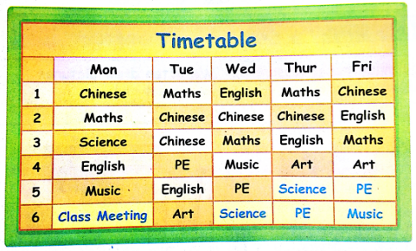 Timetable
Mon Tue Wed Thur Fri
1 Chinese Maths English Maths Chinese
2 Maths Chinese Chinese Chinese English
3 Science Chinese Maths English Maths
4 English PE Music Art Art
5 Music English PE Science PE
6 Class Meeting Art Science PE Music